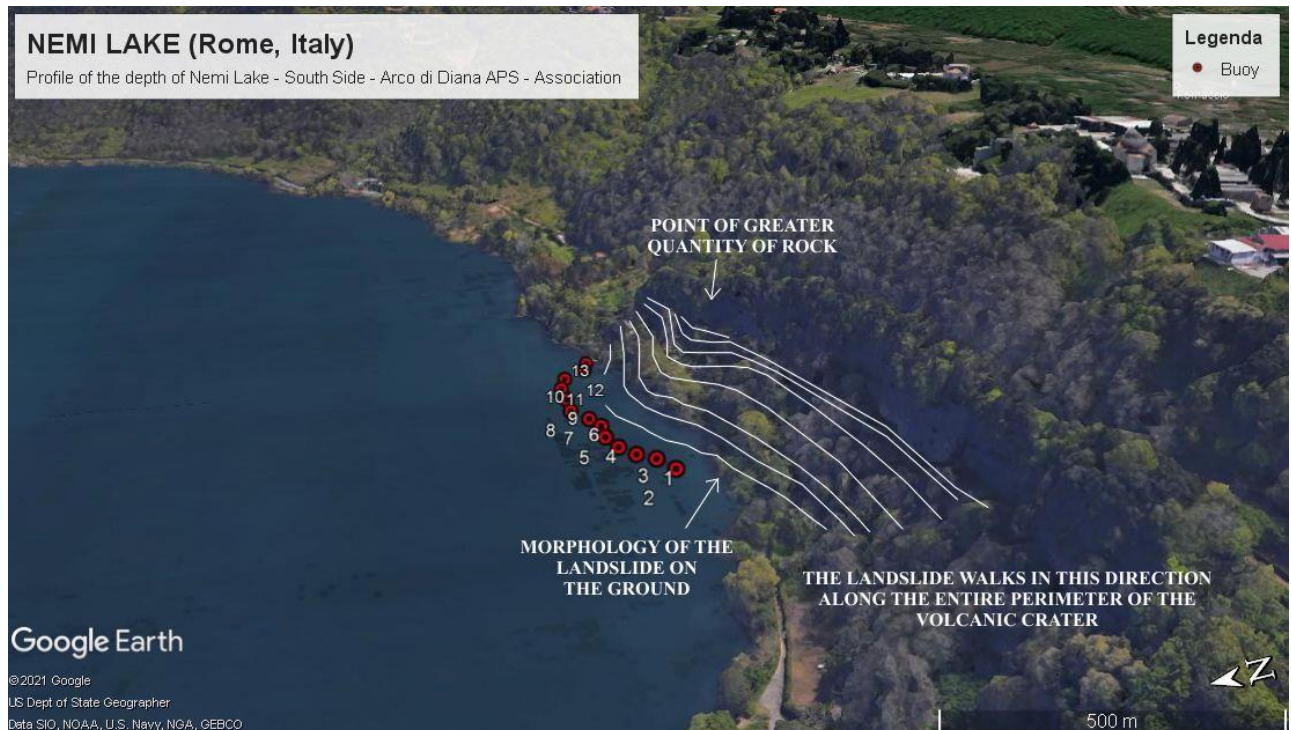 NEMI LAKE (Rome, Italy)
Profile of the depth of Nemi Lake - South Side - Arco di Diana APS - Association
Legenda
Buoy
POINT OF GREATER
QUANTITY OF ROCK
13
12
10
11
9
8
7
6
5
4
3
1
2
MORPHOLOGY OF THE
LANDSLIDE ON
THE GROUND
THE LANDSLIDE WALKS IN THIS DIRECTION
ALONG THE ENTIRE PERIMETER OF THE
VOLCANIC CRATER
Google Earth
©2021 Google
US Dept of State Geographer
Data SIO, NOAA, U.S. Navy, NGA, GEBCO
N
500 m